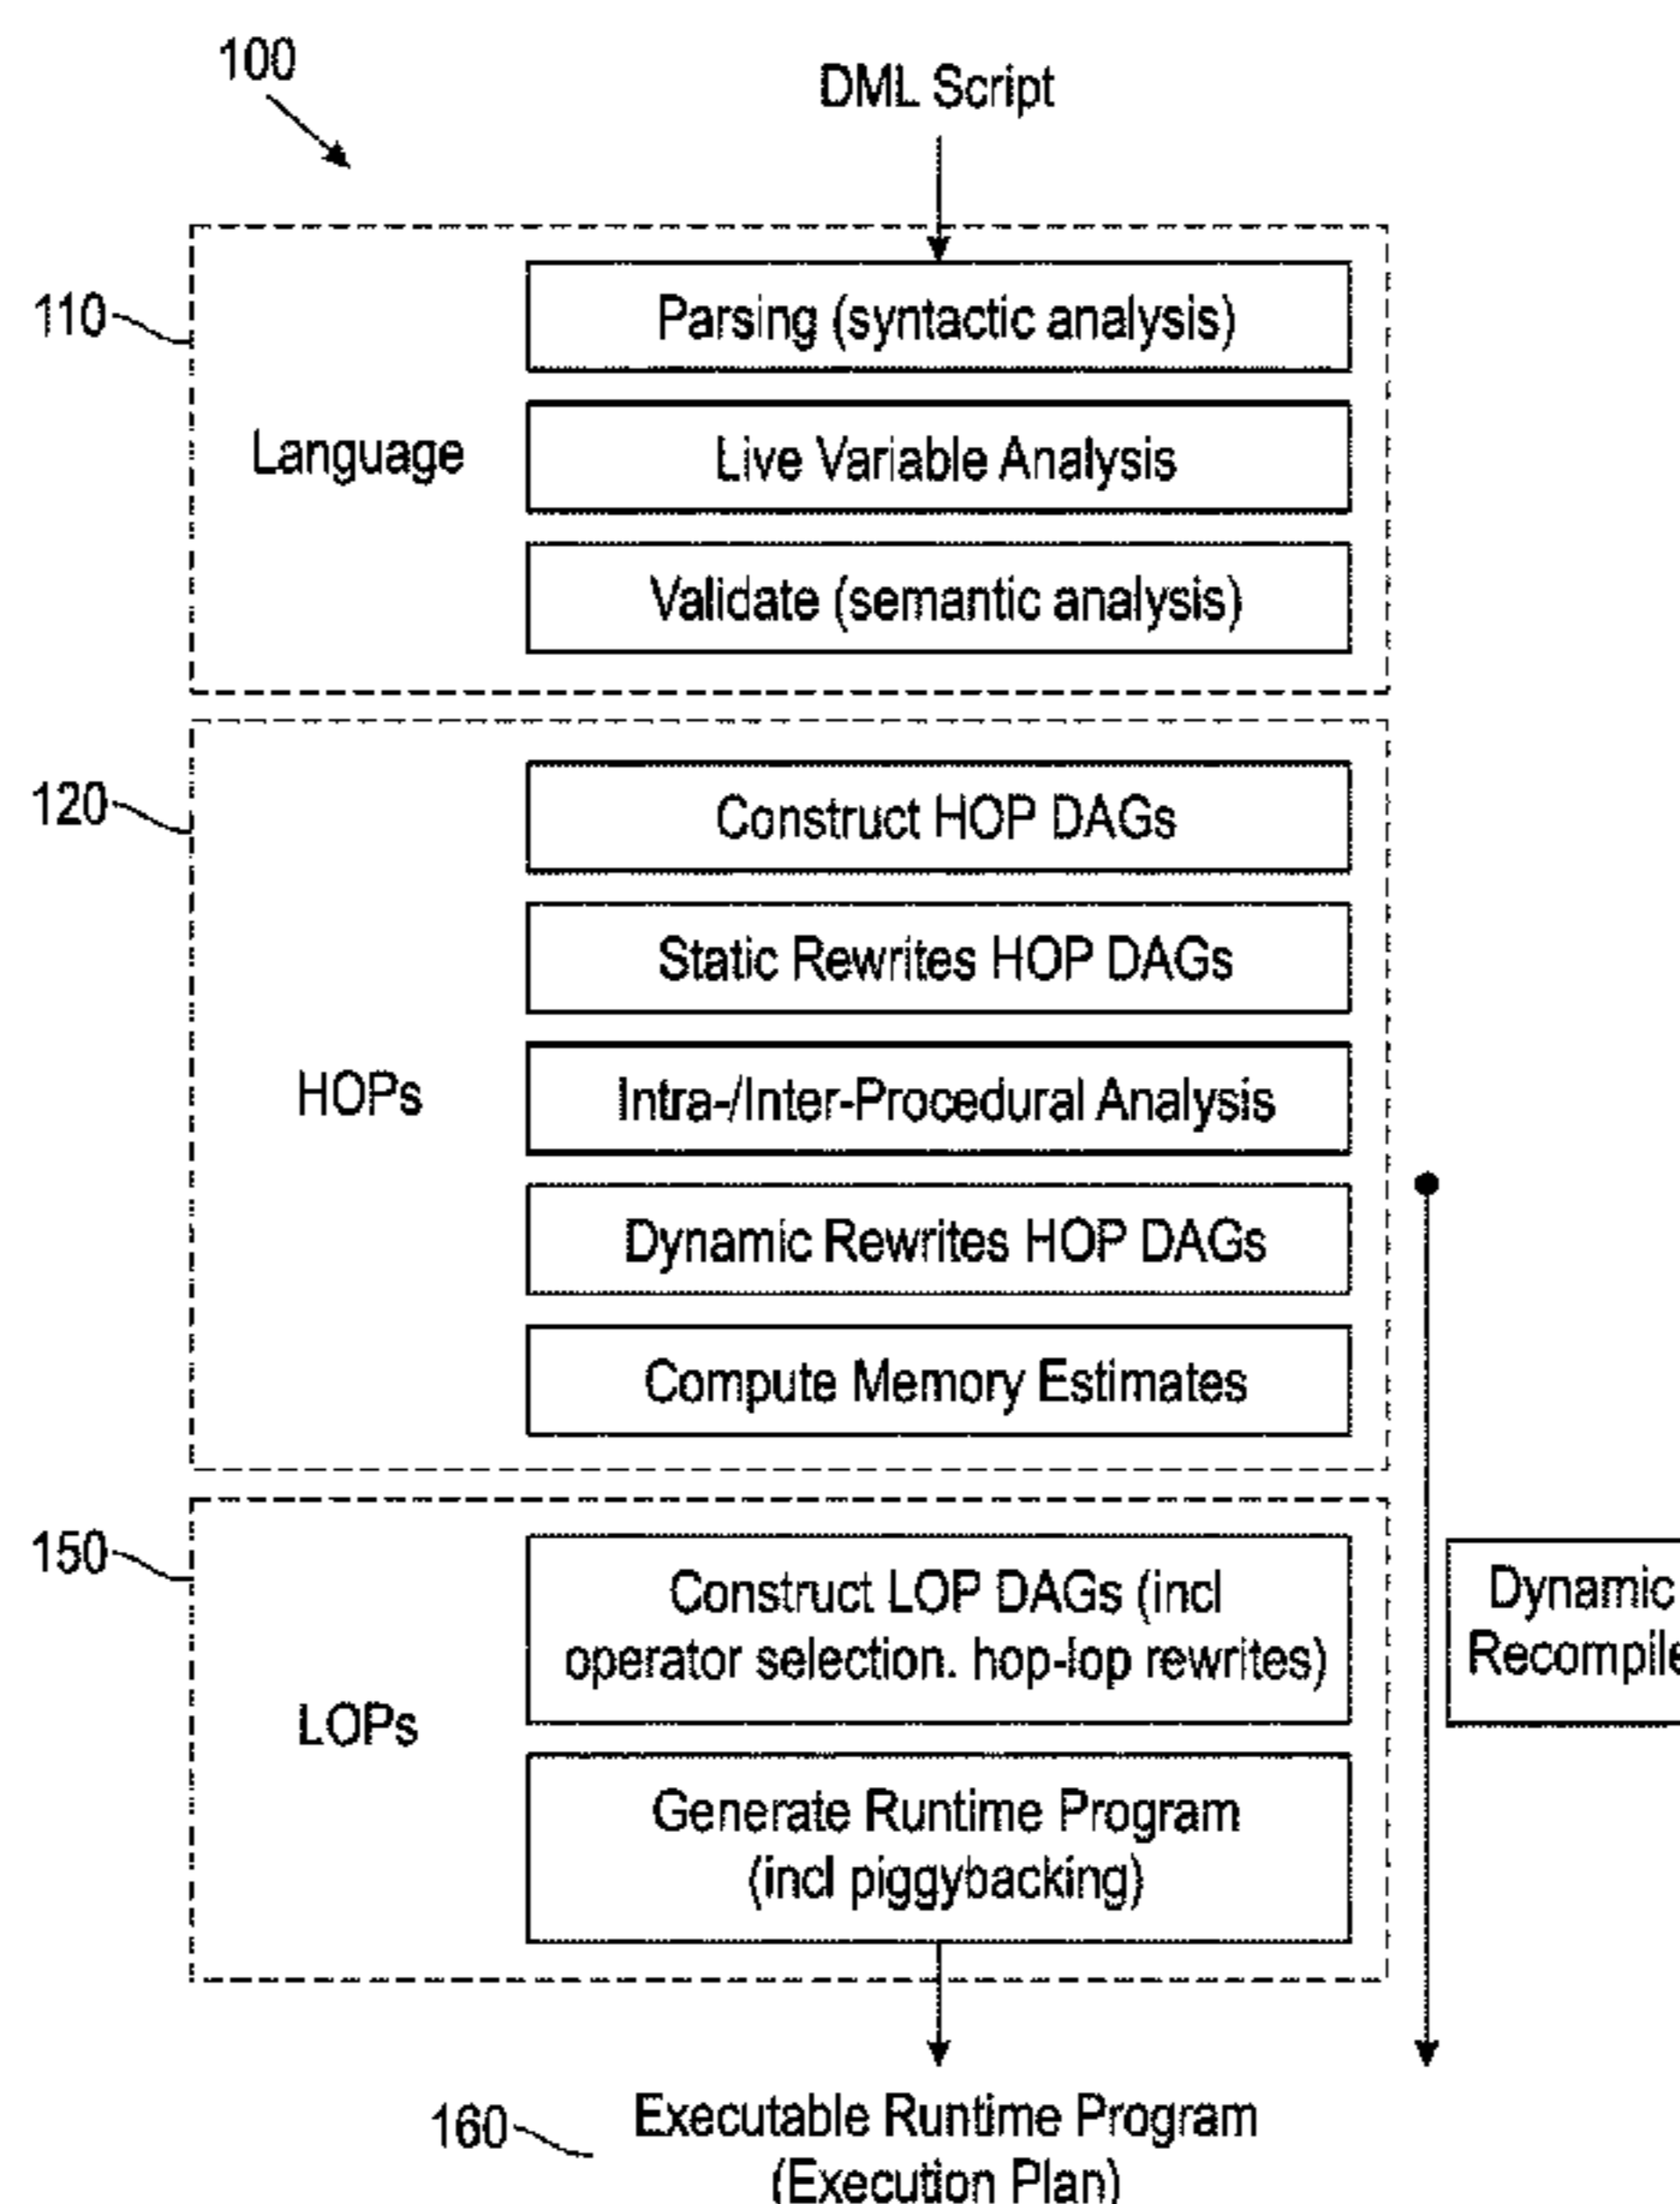 100
DML Script
110
Language
Parsing (syntactic analysis)
Live Variable Analysis
Validate (semantic analysis)
120
HOPs
Construct HOP DAGs
Static Rewrites HOP DAGs
Intra-/Inter-Procedural Analysis
Dynamic Rewrites HOP DAGs
Compute Memory Estimates
150
LOPs
Construct LOP DAGs (incl
operator selection. hop-lop rewrites)
Generate Runtime Program
(incl piggybacking)
Dynamic
Recompile
160
Executable Runtime Program
(Execution Plan)